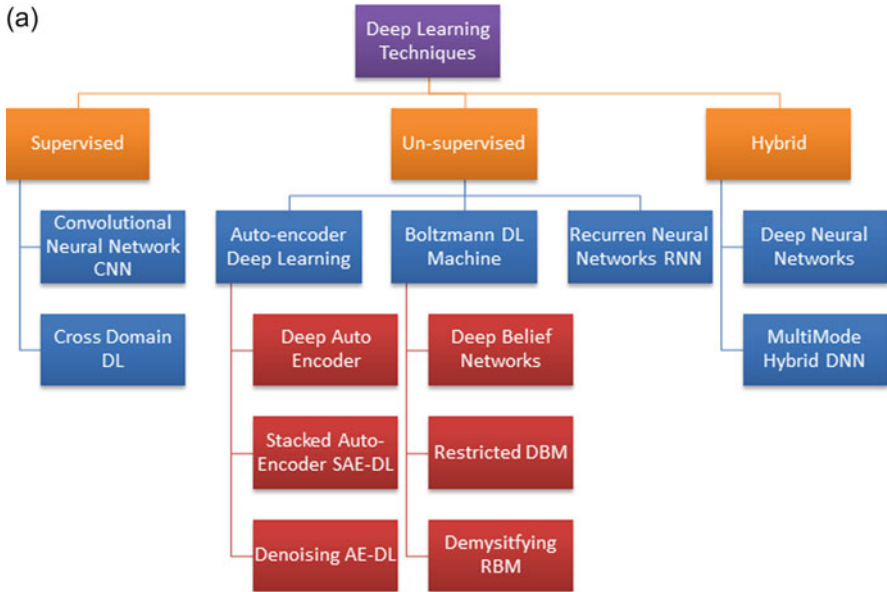 (a)
Deep Learning
Techniques
Supervised
Un-supervised
Hybrid
Convolutional
Neural Network
CNN
Auto-encoder
Deep Learning
Boltzmann DL
Machine
Recurren Neural
Networks RNN
Deep Neural
Networks
Cross Domain
DL
Deep Auto
Encoder
Deep Belief
Networks
MultiMode
Hybrid DNN
Stacked Auto-
Encoder SAE-DL
Restricted DBM
Denoising AE-DL
Demysitfying
RBM